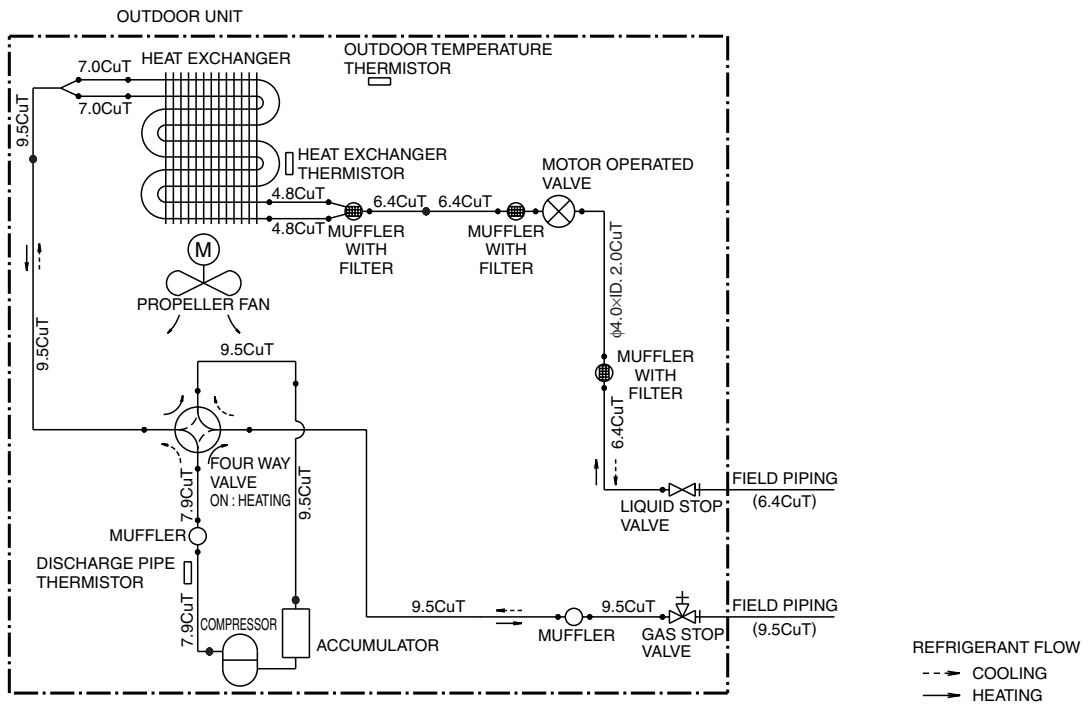 OUTDOOR UNIT
HEAT EXCHANGER
OUTDOOR TEMPERATURE
THERMISTOR
7.0CuT
7.0CuT
9.5CuT
HEAT EXCHANGER
THERMISTOR
MOTOR OPERATED
VALVE
4.8CuT
4.8CuT
6.4CuT
6.4CuT
MUFFLER
WITH
FILTER
MUFFLER
WITH
FILTER
M
PROPELLER FAN
ϕ4.0×ID. 2.0CuT
9.5CuT
9.5CuT
MUFFLER
WITH
FILTER
6.4CuT
FOUR WAY
VALVE
ON : HEATING
7.9CuT
9.5CuT
LIQUID STOP
VALVE
FIELD PIPING
(6.4CuT)
MUFFLER
DISCHARGE PIPE
THERMISTOR
7.9CuT
COMPRESSOR
ACCUMULATOR
9.5CuT
MUFFLER
9.5CuT
GAS STOP
VALVE
FIELD PIPING
(9.5CuT)
REFRIGERANT FLOW
COOLING
HEATING